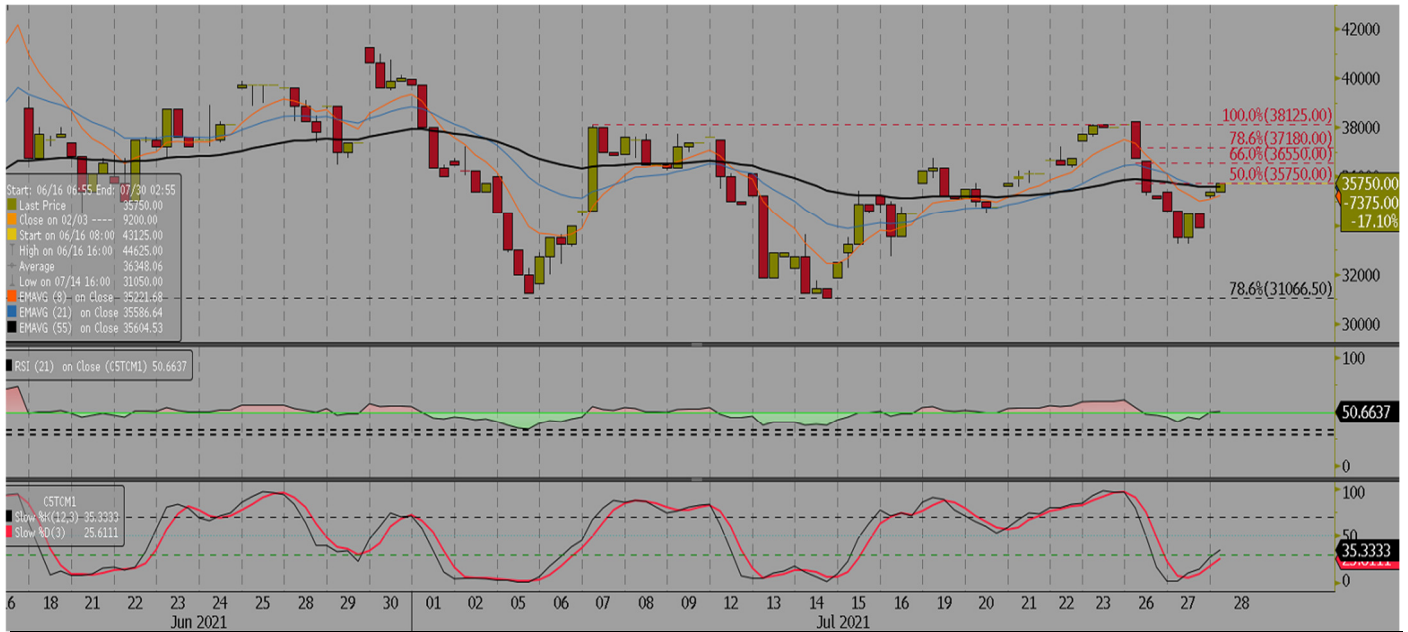 42000
40000
38000
32000
30000
100.0%(38125.00)
78.6%(37180.00)
66.0%(36550.00)
50.0%(35750.00)
35750.00
-7375.00
-17.10%
78.6%(31066.50)
Start: 06/16 06:55 End: 07/30 02:55
Last Price 35750.00
Close on 02/03 ---- 9200.00
Start on 06/16 08:00 43125.00
High on 06/16 16:00 44625.00
Average 36348.06
Low on 07/14 16:00 31050.00
EMAVG (8) on Close 35221.68
EMAVG (21) on Close 35586.64
EMAVG (55) on Close 35604.53
RSI (21) on Close (C5TCM1) 50.6637
100
50.6637
0
C5TCM1
Slow %K(12,3) 35.3333
Slow %D(3) 25.6111
100
50
35.3333
0
18 21 22 23 24 25 28 29 30 01 02 05 06 07 08 09 12 13 14 15 16 19 20 21 22 23 26 27 28
Jun 2021 Jul 2021